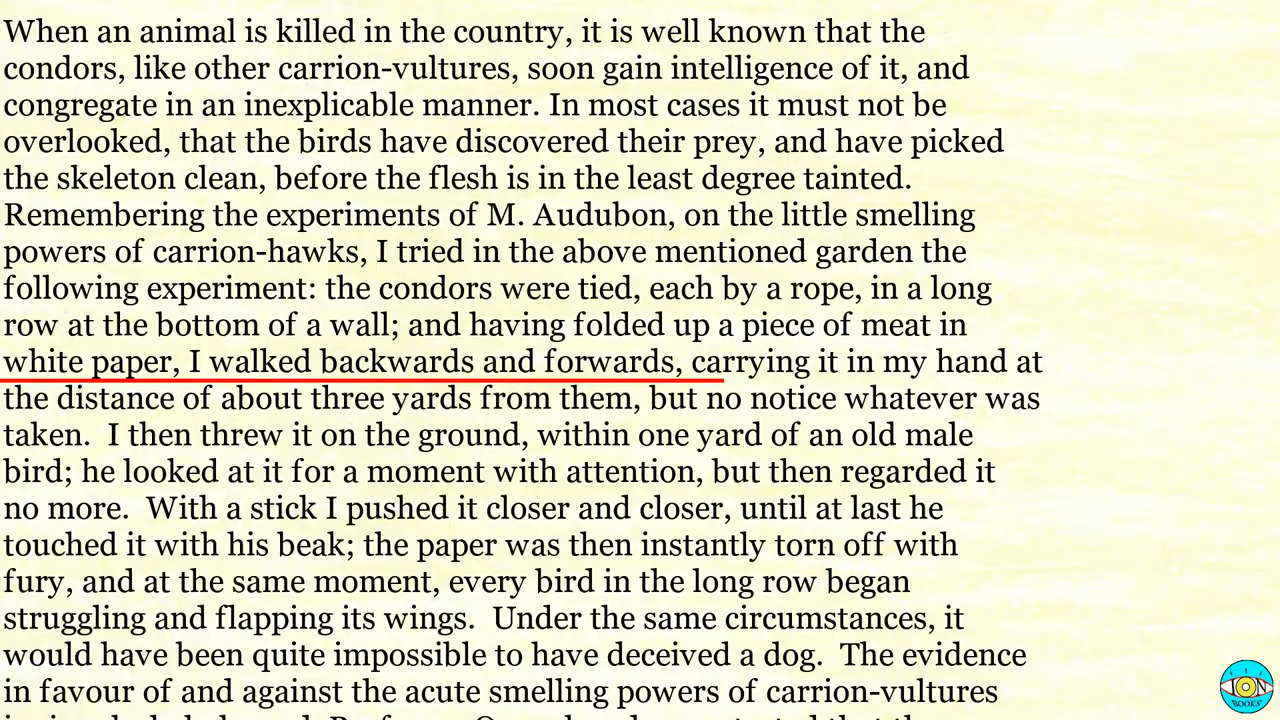 When an animal is killed in the country, it is well known that the
condors, like other carrion-vultures, soon gain intelligence of it, and
congregate in an inexplicable manner. In most cases it must not be
overlooked, that the birds have discovered their prey, and have picked
the skeleton clean, before the flesh is in the least degree tainted.
Remembering the experiments of M. Audubon, on the little smelling
powers of carrion-hawks, I tried in the above mentioned garden the
following experiment: the condors were tied, each by a rope, in a long
row at the bottom of a wall; and having folded up a piece of meat in
white paper, I walked backwards and forwards, carrying it in my hand at
the distance of about three yards from them, but no notice whatever was
taken.  I then threw it on the ground, within one yard of an old male
bird; he looked at it for a moment with attention, but then regarded it
no more.  With a stick I pushed it closer and closer, until at last he
touched it with his beak; the paper was then instantly torn off with
fury, and at the same moment, every bird in the long row began
struggling and flapping its wings.  Under the same circumstances, it
would have been quite impossible to have deceived a dog.  The evidence
in favour of and against the acute smelling powers of carrion-vultures
ION
BOOKS